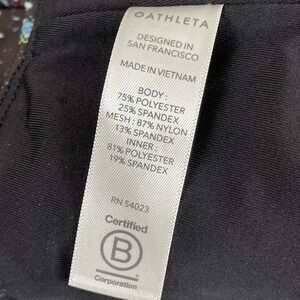 ATHLETA
DESIGNED IN
SAN FRANCISCO
MADE IN VIETNAM
BODY :
75% POLYESTER
25% SPANDEX
MESH : 87% NYLON
13% SPANDEX
INNER :
81% POLYESTER
19% SPANDEX
RN 54023
Certified
B
Corporation